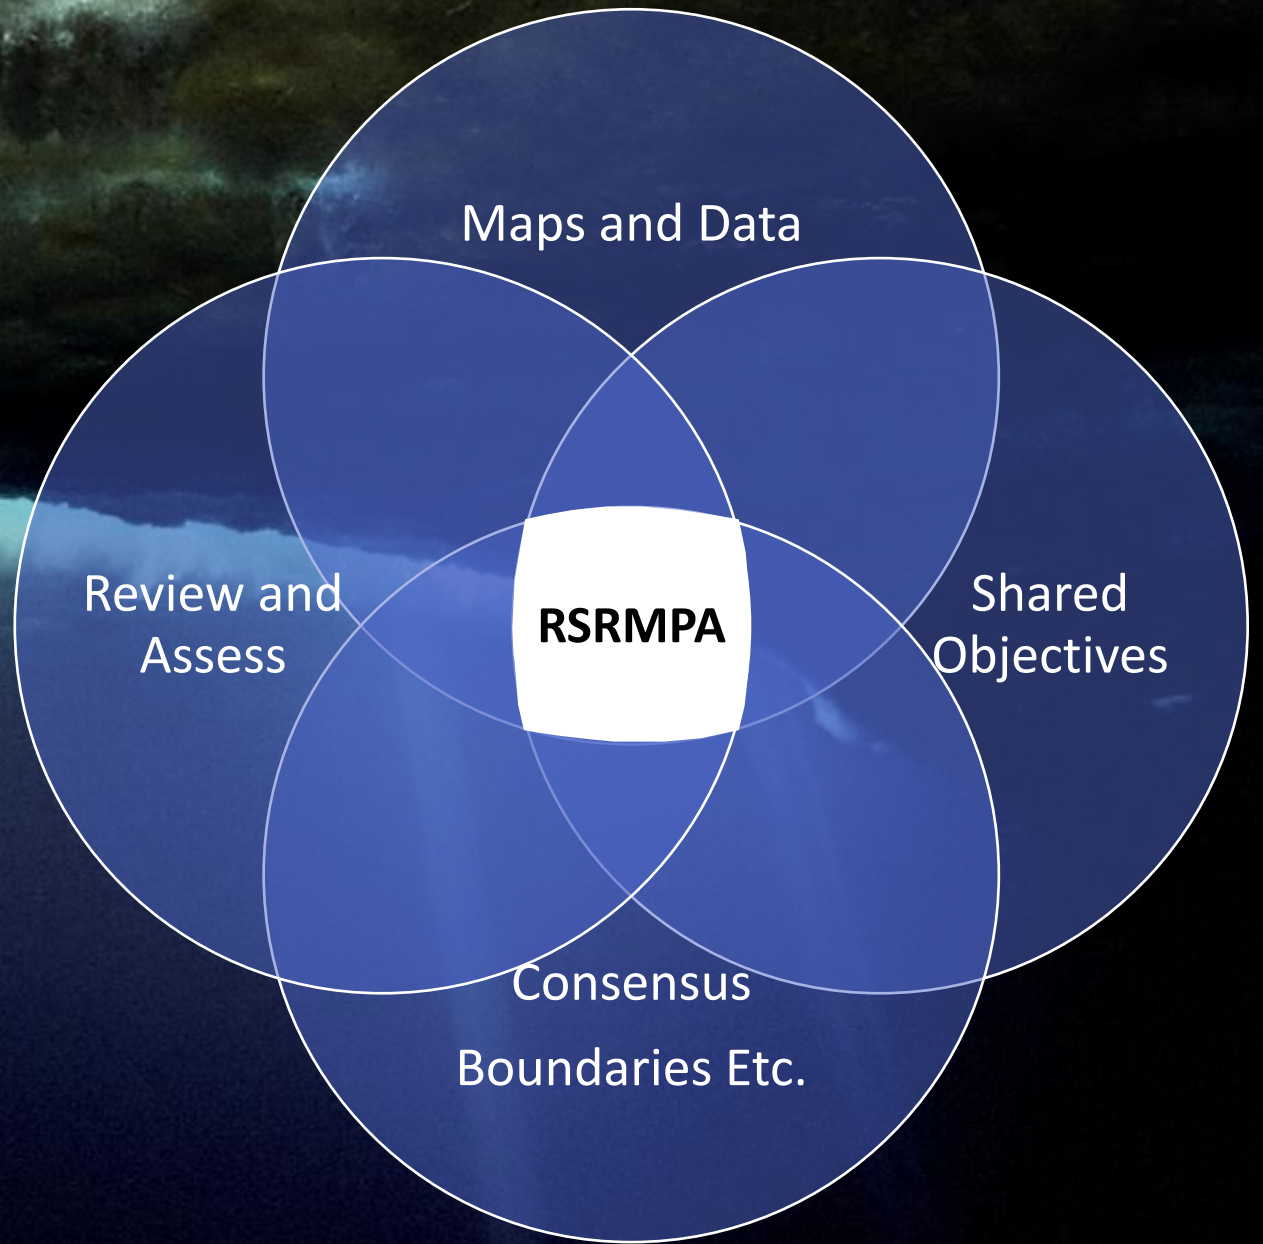 Maps and Data
Review and
Assess
RSRMPA
Shared
Objectives
Consensus
Boundaries Etc.